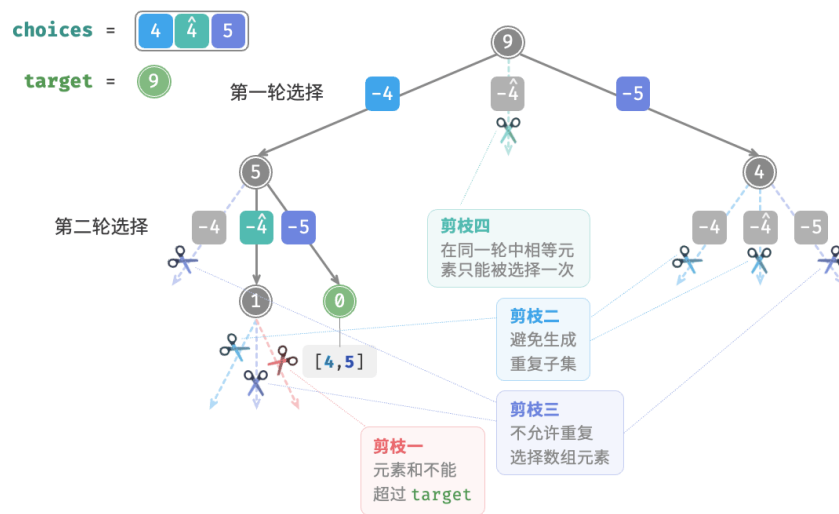 choices = 4 4̂ 5
target = 9
9
第一轮选择
-4 -4̂ -5
5 4
第二轮选择
-4 -4̂ -5
-4 -4̂ -5
剪枝四
在同一轮中相等元
素只能被选择一次
1 0
[4,5]
剪枝二
避免生成
重复子集
剪枝三
不允许重复
选择数组元素
剪枝一
元素和不能
超过 target